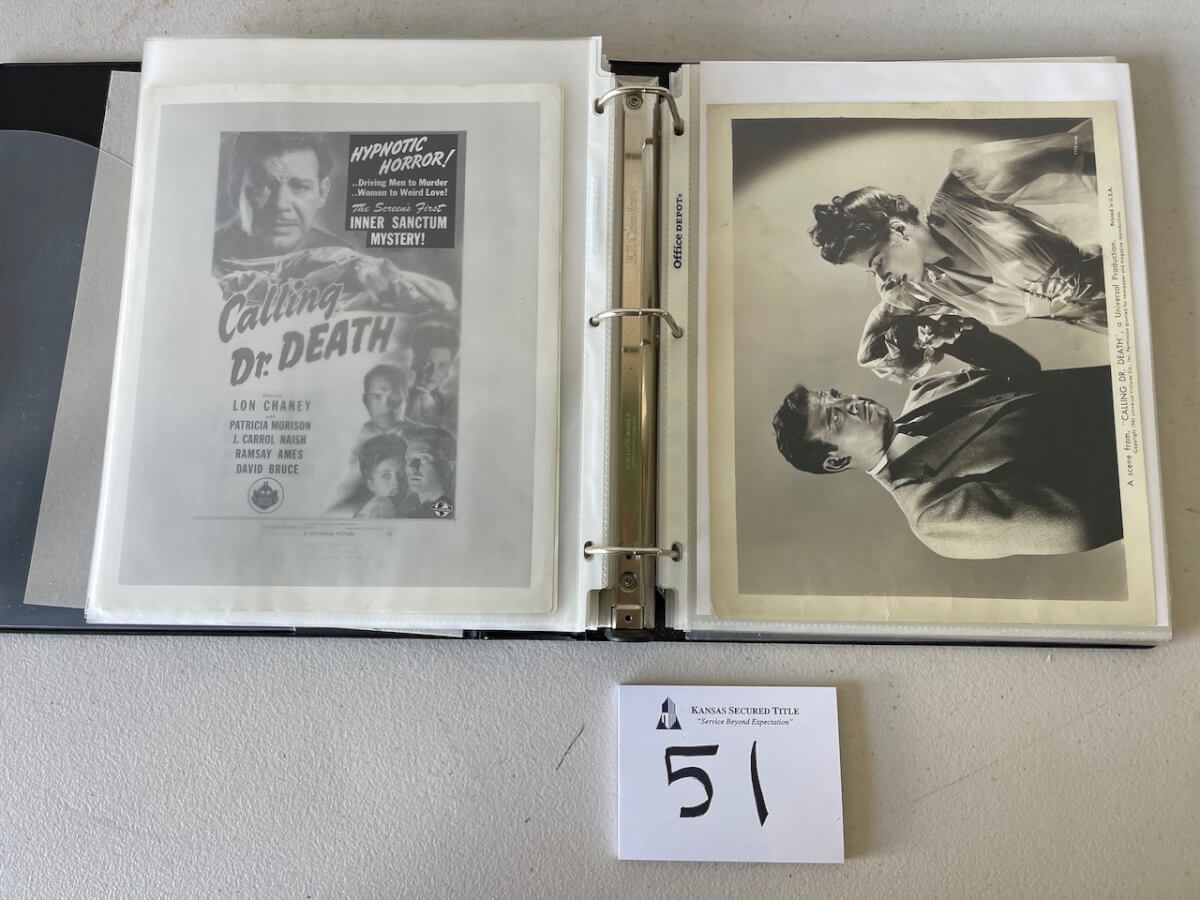 HYPNOTIC
HORROR!
..Driving Men to Murder
..Women to Weird Love!
The Screen's First
INNER SANCTUM
MYSTERY!
Calling
Dr. DEATH
LON CHANEY
with
PATRICIA MORISON
J. CARROL NAISH
RAMSAY AMES
DAVID BRUCE
A UNIVERSAL PICTURE
Office DEPOT
A scene from, "CALLING DR. DEATH", a Universal Production. Printed in U.S.A.
KANSAS SECURED TITLE
"Service Beyond Expectation"
51